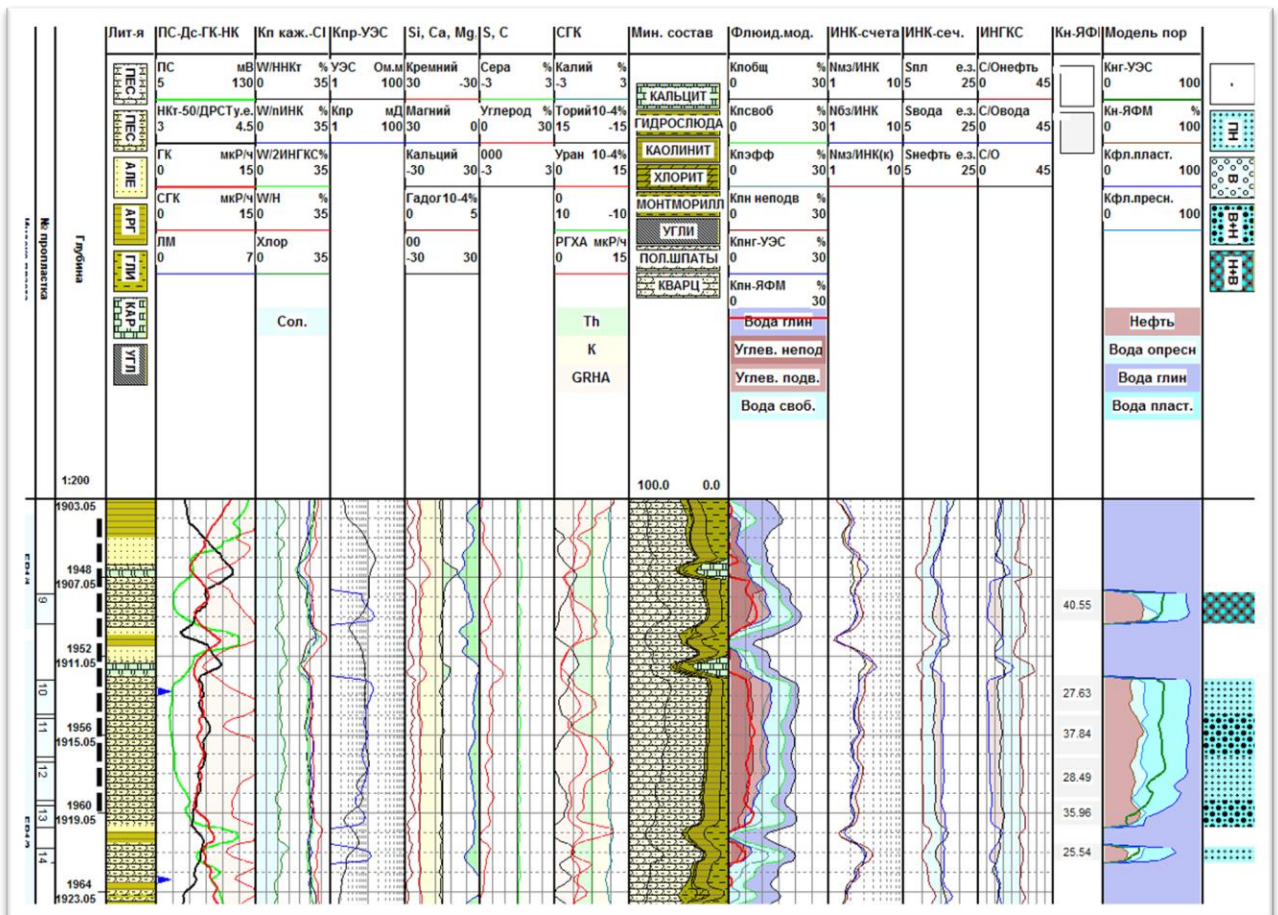 Лит-я ПС-Дс-ГК-НК Кп каж.-Cl Кпр-УЭС Si, Ca, Mg, S, C СГК Мин. состав Флюид.мод. ИНК-счета ИНК-сеч. ИНГКС Кн-ЯФ Модель пор
№ пропластка
Глубина
1:200
ПЕС
ПЕС
АЛЕ
АРГ
ГЛИ
КАР
УГЛ
ПС мВ
5 130
НКт-50/ДРСТу.е.
3 4.5
ГК мкР/ч
0 15
СГК мкР/ч
0 15
ЛМ
0 7
W/ННКт %
0 35
W/пИНК %
0 35
W/2ИНГКС%
0 35
W/Н %
0 35
Хлор
0 35
Сол.
УЭС Ом.м
1 100
Кпр мД
1 100
Кремний %
30 -30
Магний %
30 0
Кальций %
-30 30
Гадог10-4%
0 5
00
-30 30
Сера %
-3 3
Углерод %
0 30
000
-3 3
Калий %
-3 3
Торий10-4%
15 -15
Уран 10-4%
0 15
0
10 -10
РГХА мкР/ч
0 15
Th
K
GRHA
КАЛЬЦИТ
ГИДРОСЛЮДА
КАОЛИНИТ
ХЛОРИТ
МОНТМОРИЛЛ
УГЛИ
ПОЛ.ШПАТЫ
КВАРЦ
100.0 0.0
Кпобщ %
0 30
Кпсвоб %
0 30
Кпэфф %
0 30
Кпн неподв %
0 30
Кпнг-УЭС %
0 30
Кпн-ЯФМ %
0 30
Вода глин
Углев. непод
Углев. подв.
Вода своб.
Nмз/ИНК
1 10
Nбз/ИНК
1 10
Nмз/ИНК(к)
1 10
Sпл е.з.
5 25
Sвода е.з.
5 25
Sнефть е.з.
5 25
С/Онефть
0 45
С/Овода
0 45
С/О
0 45
Кнг-УЭС
0 100
Кн-ЯФМ %
0 100
Кфл.пласт.
0 100
Кфл.пресн.
0 100
Нефть
Вода опресн
Вода глин
Вода пласт.
ПН
В
В+Н
Н+В
1903.05
1948
1907.05
1952
1911.05
1956
1915.05
1960
1919.05
1964
1923.05
9
10
11
12
13
14
40.55
27.63
37.84
28.49
35.96
25.54